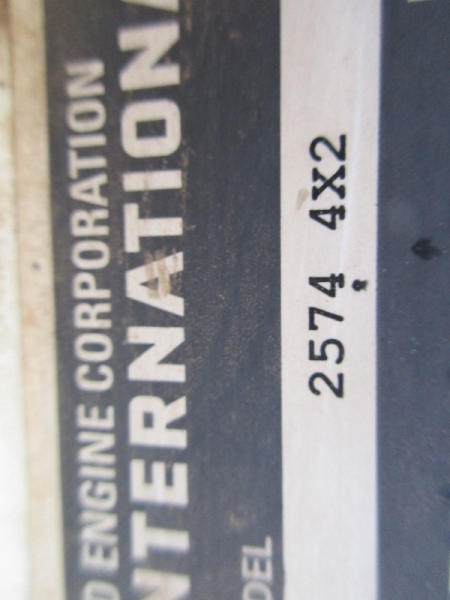 D ENGINE CORPORATION
NTERNATIONA
DEL
2574 4X2